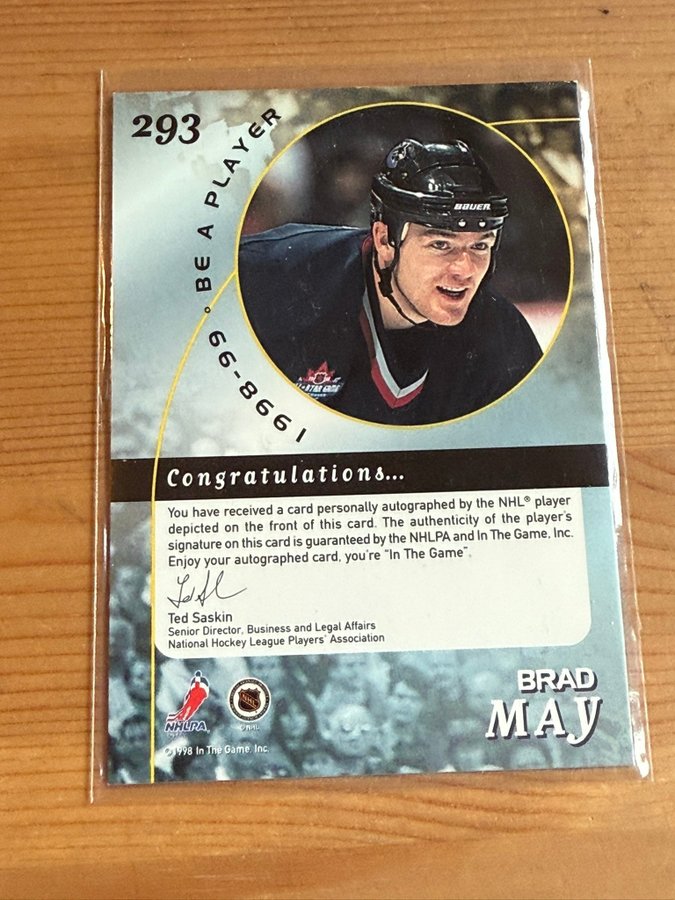 293
1998-99 • BE A PLAYER
BAUER
Congratulations...
You have received a card personally autographed by the NHL® player
depicted on the front of this card. The authenticity of the player's
signature on this card is guaranteed by the NHLPA and In The Game, Inc.
Enjoy your autographed card, you're "In The Game".
Ted Saskin
Senior Director, Business and Legal Affairs
National Hockey League Players' Association
NHLPA
NHL
© NHL
©1998 In The Game, Inc.
BRAD
MAY